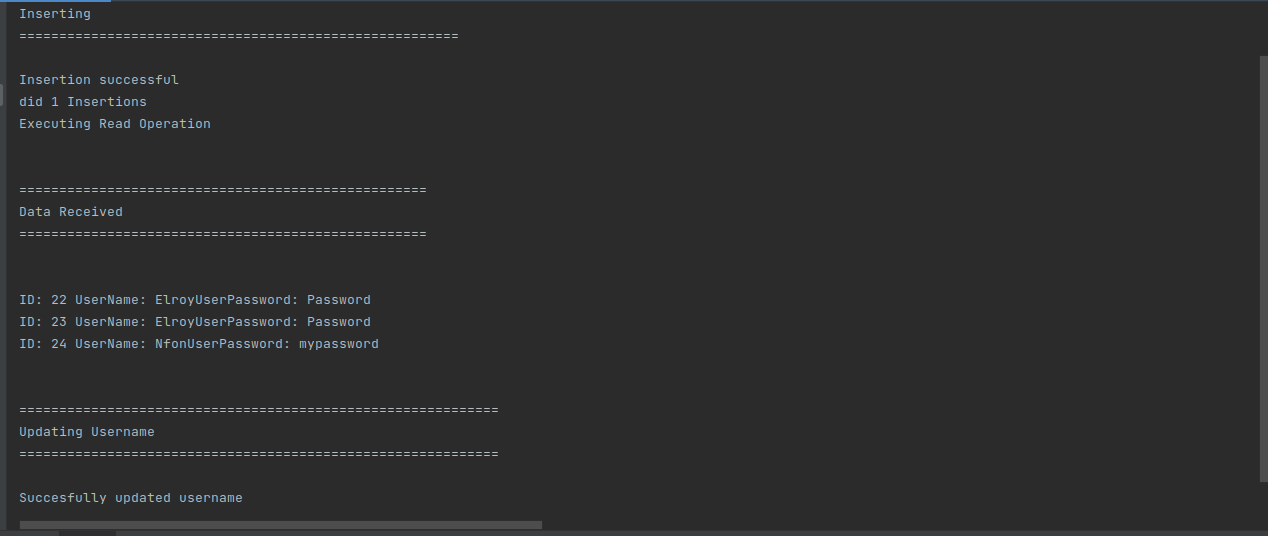 Inserting
=======================================================

Insertion successful
did 1 Insertions
Executing Read Operation

===================================================
Data Received
===================================================

ID: 22 UserName: ElroyUserPassword: Password
ID: 23 UserName: ElroyUserPassword: Password
ID: 24 UserName: NfonUserPassword: mypassword

============================================================
Updating Username
============================================================

Succesfully updated username